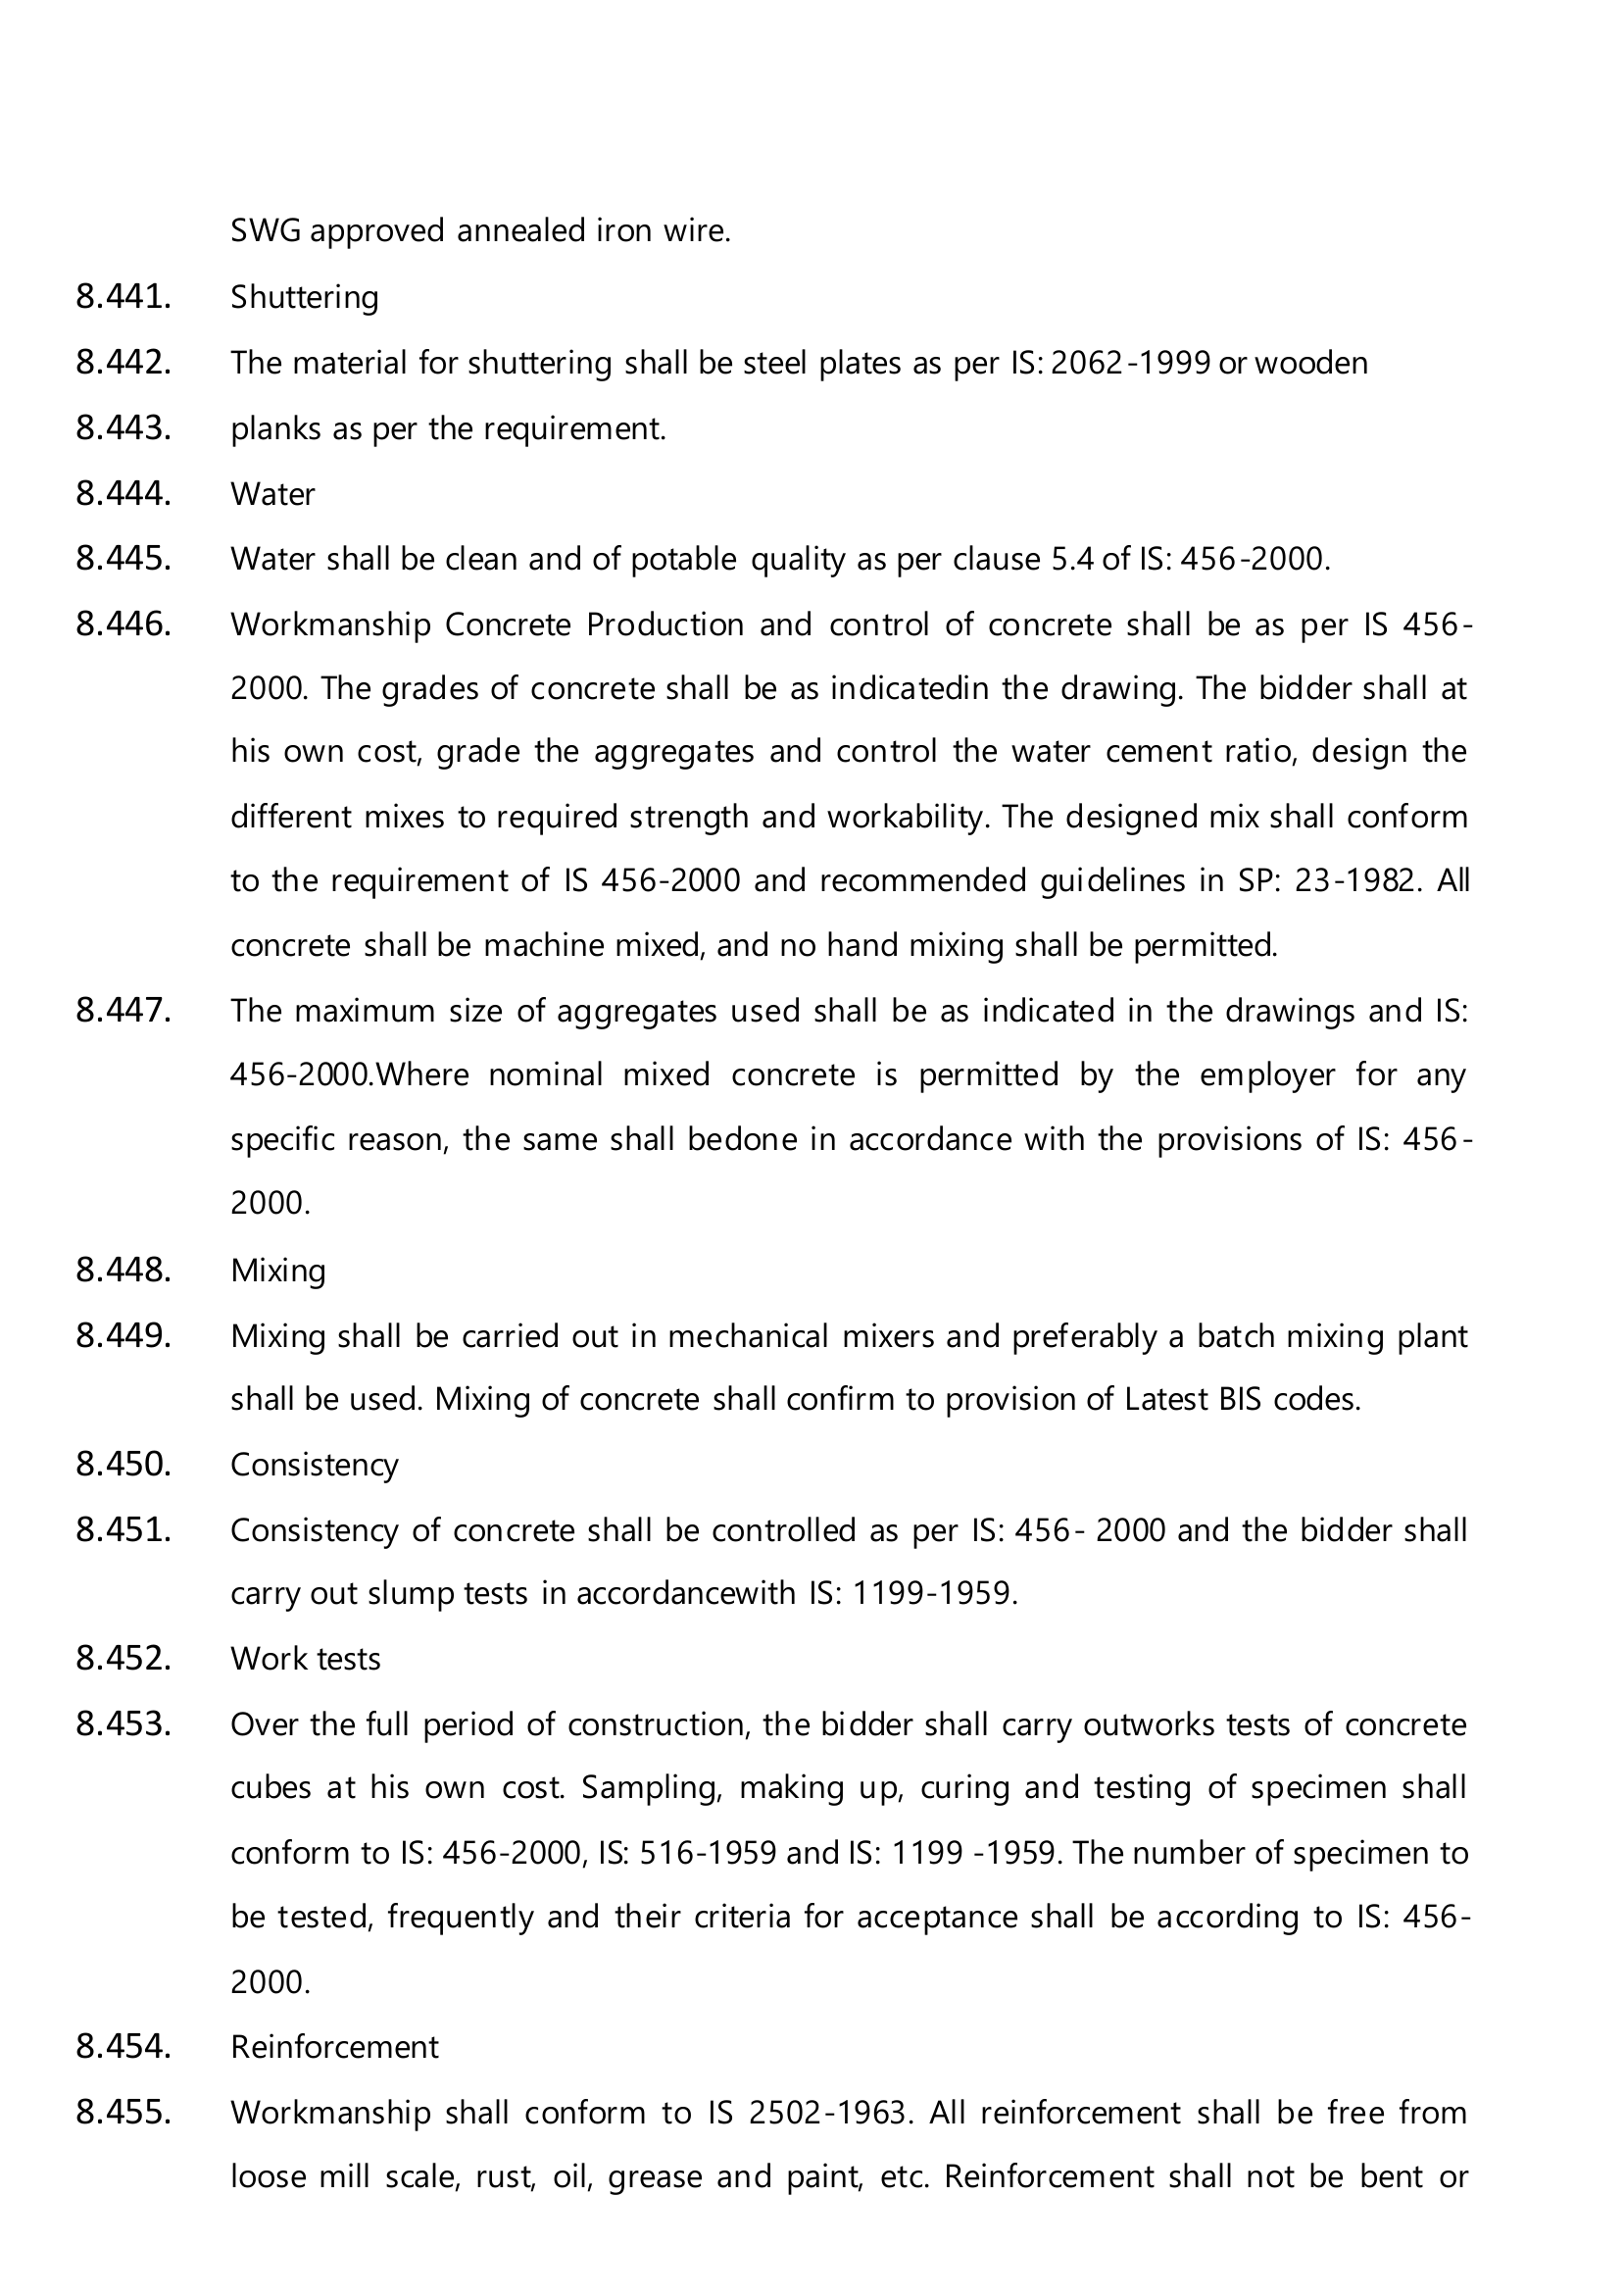 SWG approved annealed iron wire.
8.441. Shuttering
8.442. The material for shuttering shall be steel plates as per IS: 2062-1999 or wooden
8.443. planks as per the requirement.
8.444. Water
8.445. Water shall be clean and of potable quality as per clause 5.4 of IS: 456-2000.
8.446. Workmanship Concrete Production and control of concrete shall be as per IS 456-
2000. The grades of concrete shall be as indicatedin the drawing. The bidder shall at
his own cost, grade the aggregates and control the water cement ratio, design the
different mixes to required strength and workability. The designed mix shall conform
to the requirement of IS 456-2000 and recommended guidelines in SP: 23-1982. All
concrete shall be machine mixed, and no hand mixing shall be permitted.
8.447. The maximum size of aggregates used shall be as indicated in the drawings and IS:
456-2000.Where nominal mixed concrete is permitted by the employer for any
specific reason, the same shall bedone in accordance with the provisions of IS: 456-
2000.
8.448. Mixing
8.449. Mixing shall be carried out in mechanical mixers and preferably a batch mixing plant
shall be used. Mixing of concrete shall confirm to provision of Latest BIS codes.
8.450. Consistency
8.451. Consistency of concrete shall be controlled as per IS: 456- 2000 and the bidder shall
carry out slump tests in accordancewith IS: 1199-1959.
8.452. Work tests
8.453. Over the full period of construction, the bidder shall carry outworks tests of concrete
cubes at his own cost. Sampling, making up, curing and testing of specimen shall
conform to IS: 456-2000, IS: 516-1959 and IS: 1199 -1959. The number of specimen to
be tested, frequently and their criteria for acceptance shall be according to IS: 456-
2000.
8.454. Reinforcement
8.455. Workmanship shall conform to IS 2502-1963. All reinforcement shall be free from
loose mill scale, rust, oil, grease and paint, etc. Reinforcement shall not be bent or